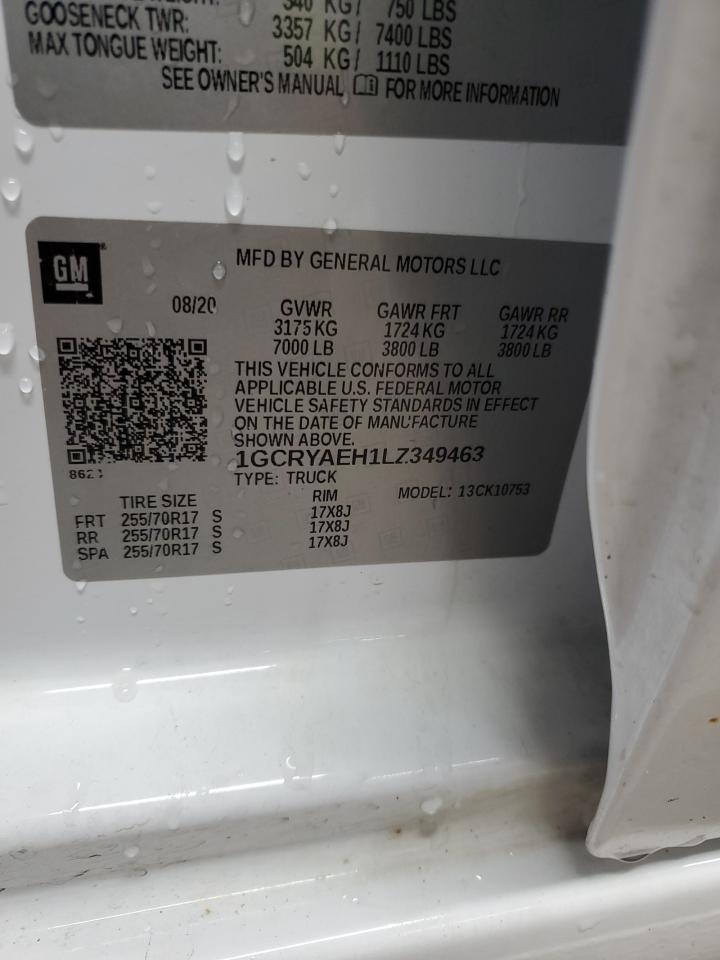 340 KG/ 750 LBS
GOOSENECK TWR: 3357 KG/ 7400 LBS
MAX TONGUE WEIGHT: 504 KG/ 1110 LBS
SEE OWNER'S MANUAL FOR MORE INFORMATION
GM
MFD BY GENERAL MOTORS LLC
08/20 GVWR GAWR FRT GAWR RR
3175 KG 1724 KG 1724 KG
7000 LB 3800 LB 3800 LB
THIS VEHICLE CONFORMS TO ALL
APPLICABLE U.S. FEDERAL MOTOR
VEHICLE SAFETY STANDARDS IN EFFECT
ON THE DATE OF MANUFACTURE
SHOWN ABOVE.
1GCRYAEH1LZ349463
TYPE: TRUCK MODEL: 13CK10753
TIRE SIZE RIM
FRT 255/70R17 S 17X8J
RR 255/70R17 S 17X8J
SPA 255/70R17 S 17X8J